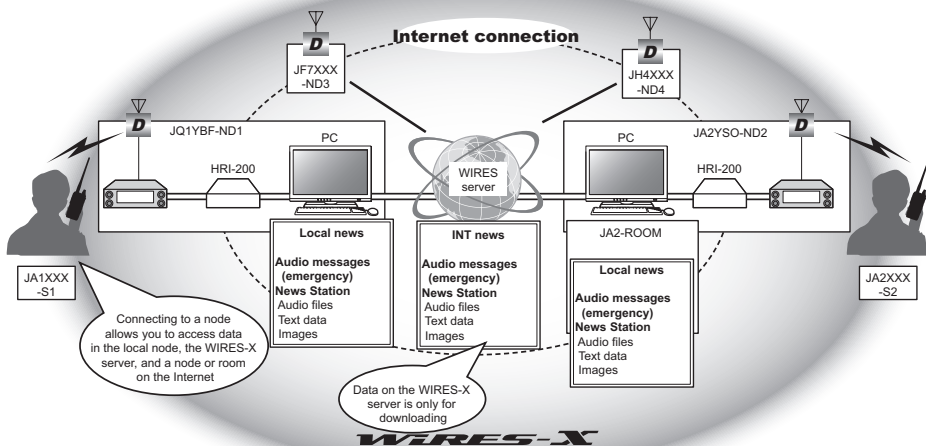 Internet connection
D
JF7XXX
-ND3
D
JH4XXX
-ND4
D
JQ1YBF-ND1
PC
HRI-200
WIRES
server
PC
JA2YSO-ND2
D
HRI-200
JA1XXX
-S1
JA2XXX
-S2
Local news
Audio messages
(emergency)
News Station
Audio files
Text data
Images
INT news
Audio messages
(emergency)
News Station
Audio files
Text data
Images
JA2-ROOM
Local news
Audio messages
(emergency)
News Station
Audio files
Text data
Images
Connecting to a node
allows you to access data
in the local node, the WIRES-X
server, and a node or room
on the Internet
Data on the WIRES-X
server is only for
downloading
WiRES-X